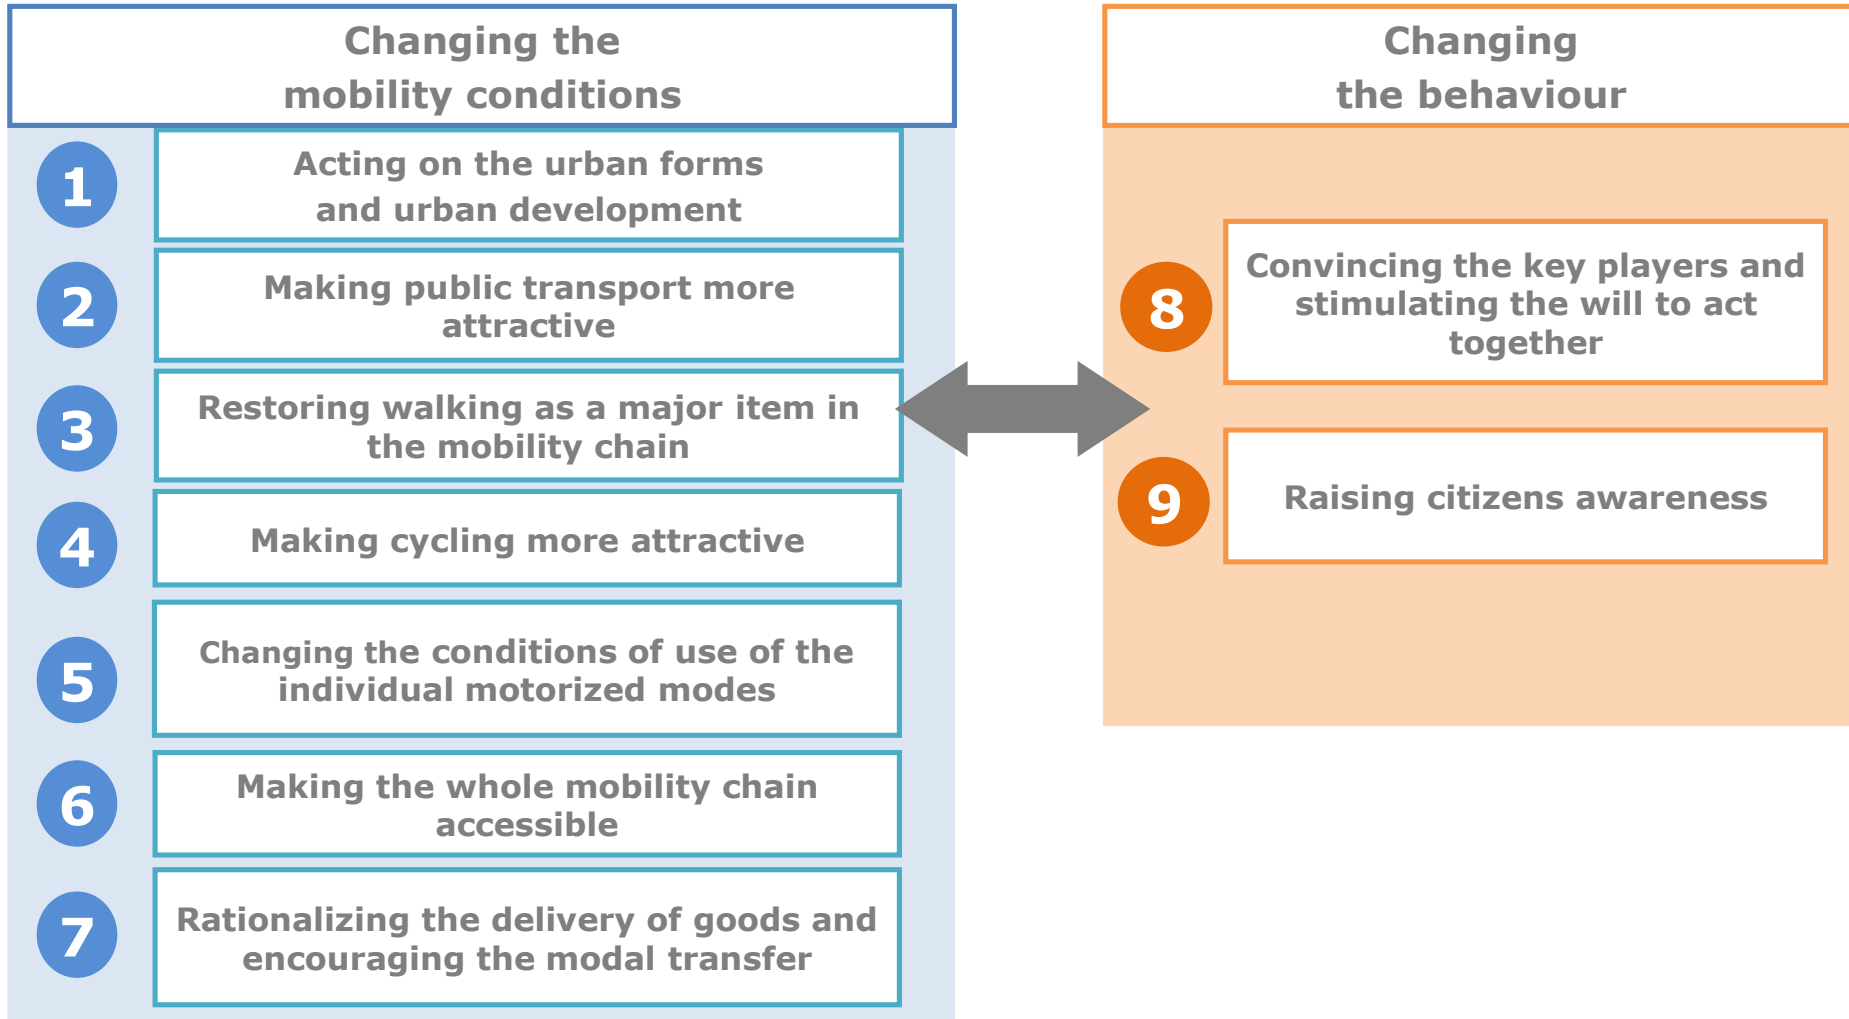 Changing the
mobility conditions
1
Acting on the urban forms
and urban development
2
Making public transport more
attractive
3
Restoring walking as a major item in
the mobility chain
4
Making cycling more attractive
5
Changing the conditions of use of the
individual motorized modes
6
Making the whole mobility chain
accessible
7
Rationalizing the delivery of goods and
encouraging the modal transfer
Changing
the behaviour
8
Convincing the key players and
stimulating the will to act
together
9
Raising citizens awareness